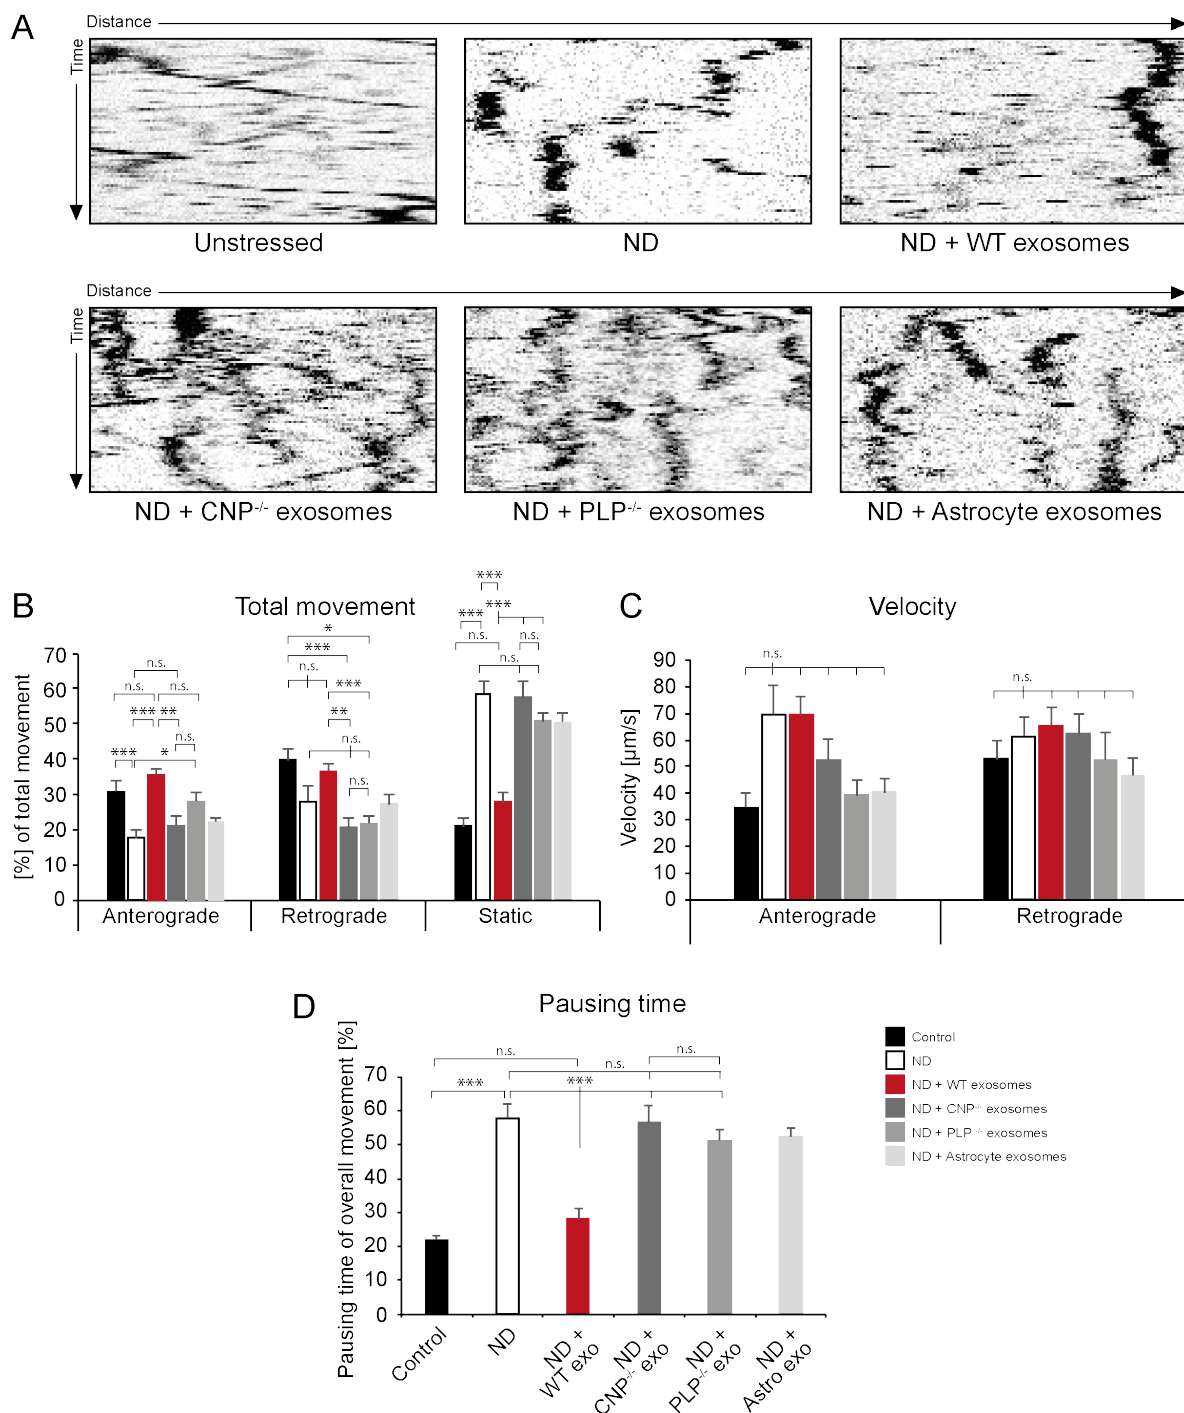 A
Distance
Time
Unstressed
ND
ND + WT exosomes
Distance
Time
ND + CNP-/- exosomes
ND + PLP-/- exosomes
ND + Astrocyte exosomes
B
Total movement
[%] of total movement
70
60
50
40
30
20
10
0
n.s.
n.s.
n.s.
***
**
n.s.
***
*
*
***
***
**
n.s.
n.s.
***
***
***
n.s.
n.s.
n.s.
Anterograde
Retrograde
Static
C
Velocity
Velocity [µm/s]
90
80
70
60
50
40
30
20
10
0
n.s.
n.s.
Anterograde
Retrograde
D
Pausing time
Pausing time of overall movement [%]
70
60
50
40
30
20
10
0
n.s.
n.s.
n.s.
***
***
Control
ND
ND +
WT exo
ND +
CNP-/- exo
ND +
PLP-/- exo
ND +
Astro exo
Control
ND
ND + WT exosomes
ND + CNP-/- exosomes
ND + PLP-/- exosomes
ND + Astrocyte exosomes